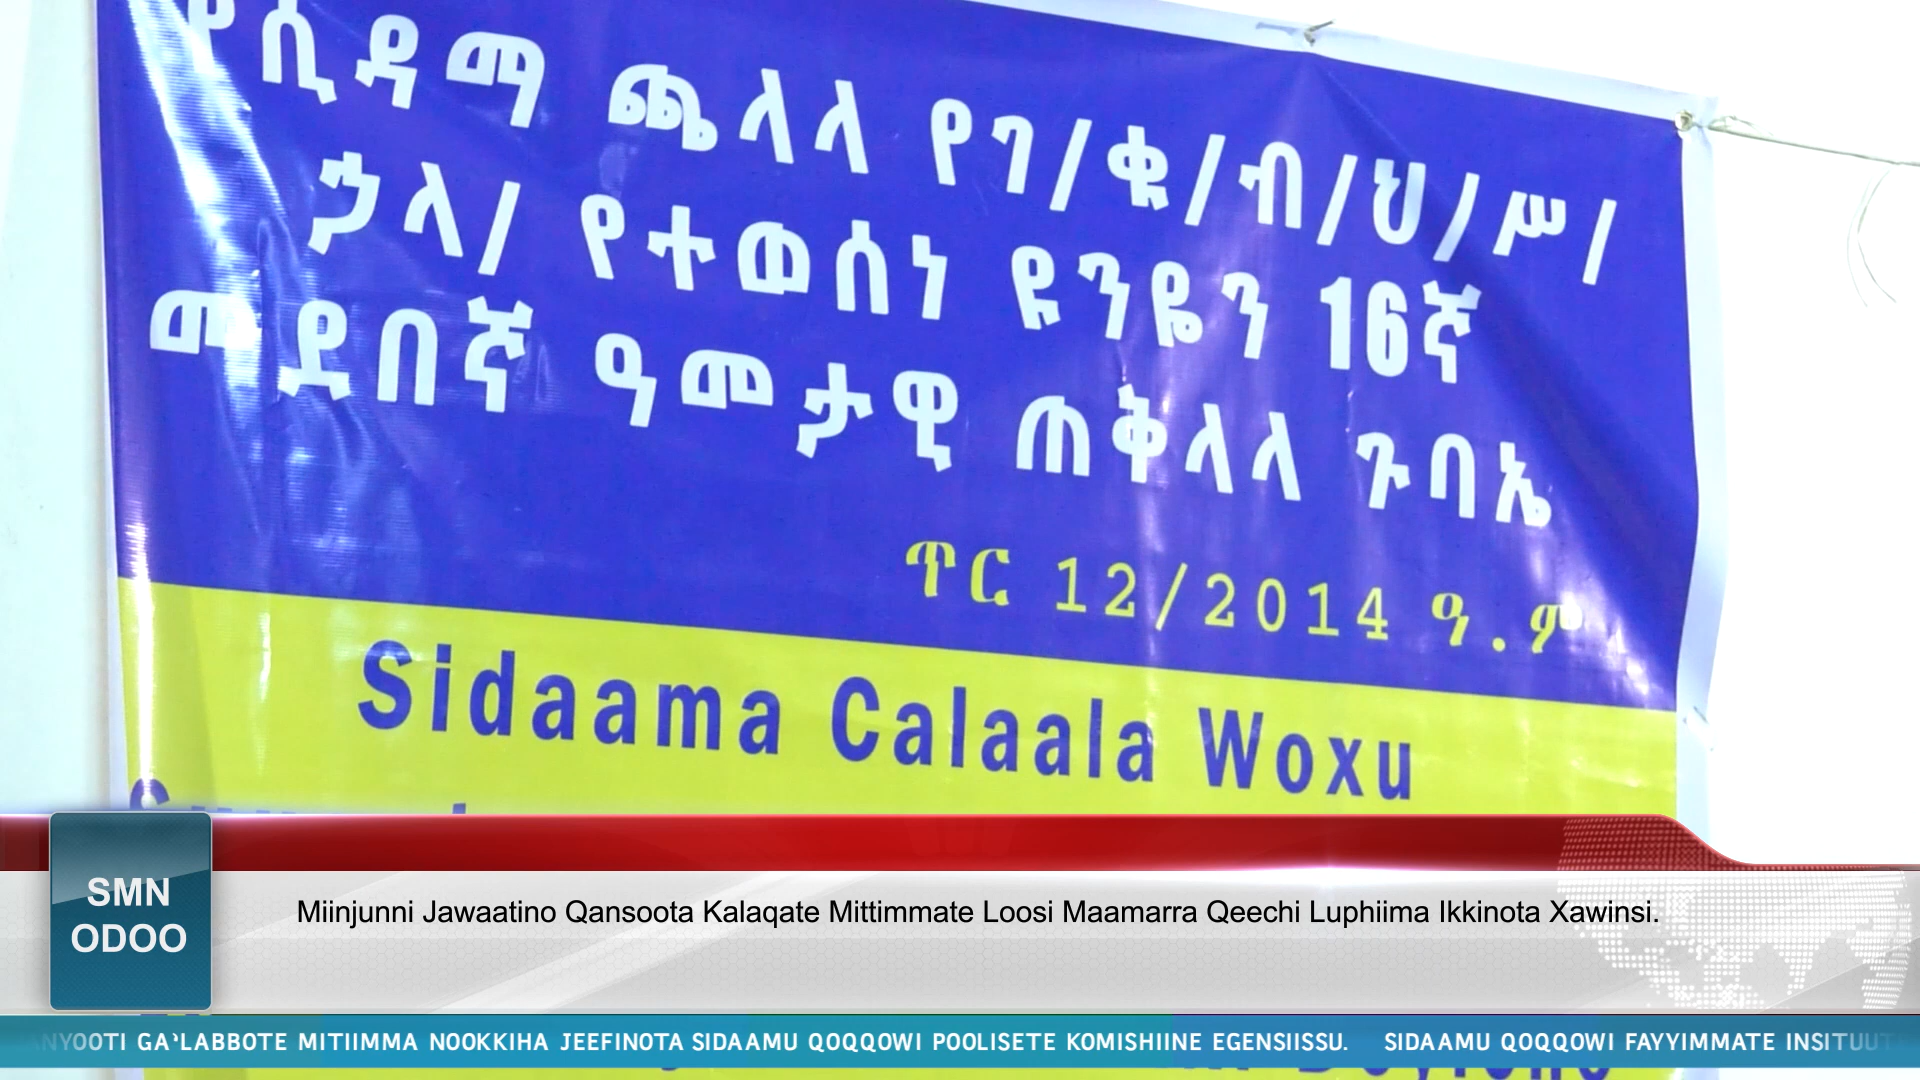 የሲዳማ ጫላላ የገ/ቁ/ብ/ህ/ሥ/
ኃላ/ የተወሰነ ዩንዬን 16ኛ
መደበኛ ዓመታዊ ጠቅላላ ጉባኤ
ጥር 12/2014 ዓ.ም
Sidaama Calaala Woxu
SMN
ODOO
Miinjunni Jawaatino Qansoota Kalaqate Mittimmate Loosi Maamarra Qeechi Luphiima Ikkinota Xawinsi.
GA`LABBOTE MITIIMMA NOOKKIHA JEEFINOTA SIDAAMU QOQQOWI POOLISETE KOMISHIINE EGENSIISSU. SIDAAMU QOQQOWI FAYYIMMATE